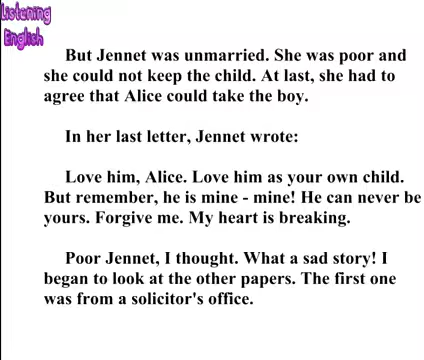 Listening
English
But Jennet was unmarried. She was poor and
she could not keep the child. At last, she had to
agree that Alice could take the boy.
In her last letter, Jennet wrote:
Love him, Alice. Love him as your own child.
But remember, he is mine - mine! He can never be
yours. Forgive me. My heart is breaking.
Poor Jennet, I thought. What a sad story! I
began to look at the other papers. The first one
was from a solicitor's office.